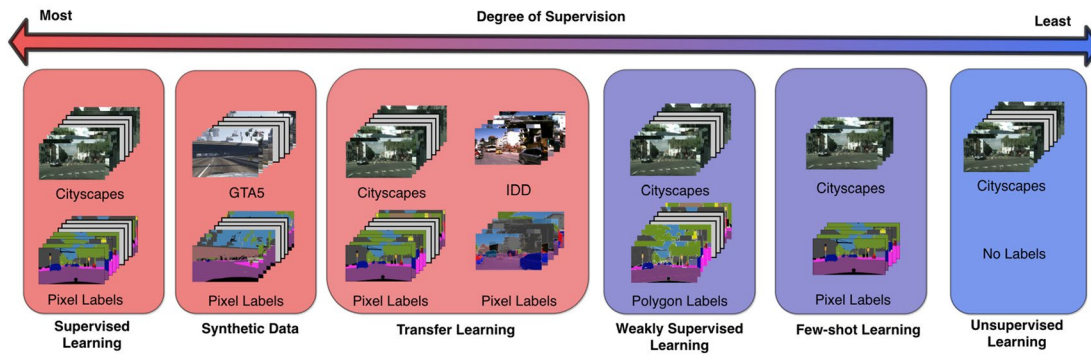 Most
Degree of Supervision
Least
Cityscapes
Pixel Labels
Supervised
Learning
GTA5
Pixel Labels
Synthetic Data
Cityscapes
IDD
Pixel Labels
Pixel Labels
Transfer Learning
Cityscapes
Polygon Labels
Weakly Supervised
Learning
Cityscapes
Pixel Labels
Few-shot Learning
Cityscapes
No Labels
Unsupervised
Learning